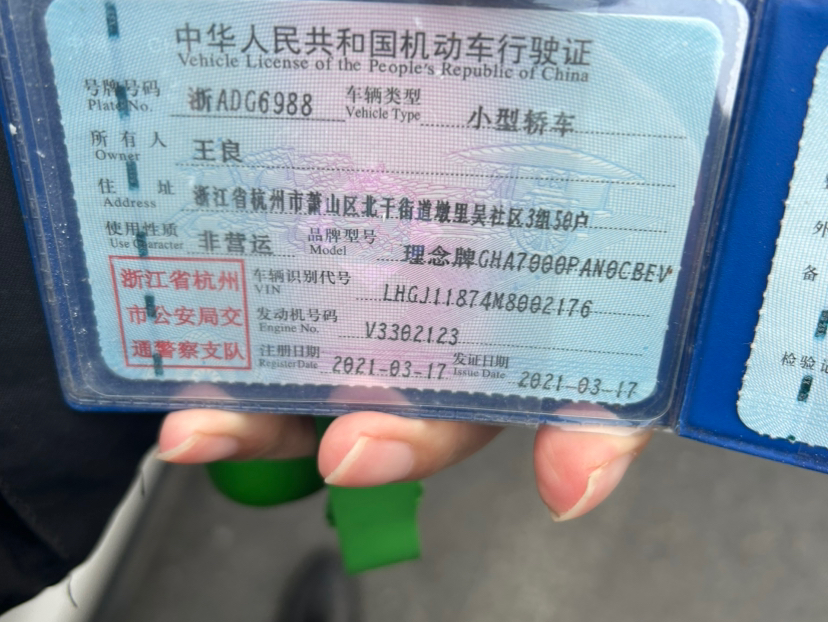 中华人民共和国机动车行驶证
Vehicle License of the People's Republic of China
号牌号码 浙ADG6988 车辆类型 小型轿车
Plate No. Vehicle Type
所有人 王良
Owner
住址 浙江省杭州市萧山区北干街道墩里吴社区3组50户
Address
使用性质 非营运 品牌型号 理念牌GHA7000PAN0CBEV
Use Character Model
浙江省杭州
市公安局交
通警察支队
车辆识别代号 LHGJ11874M8002176
VIN
发动机号码 V3302123
Engine No.
注册日期 2021-03-17 发证日期 2021-03-17
Register Date Issue Date
外
备
检验